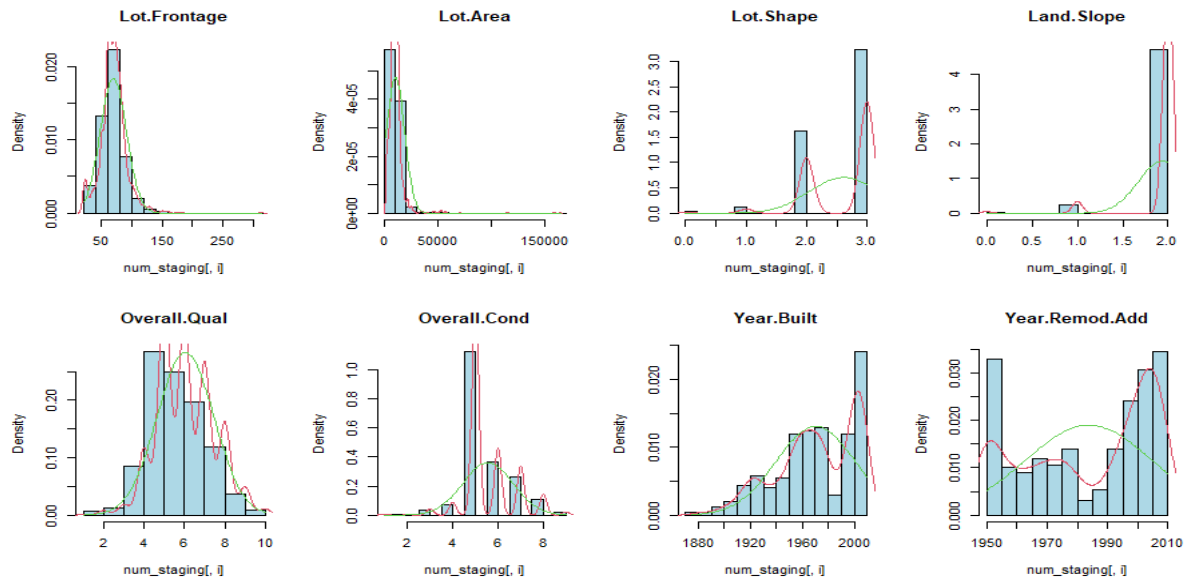 Lot.Frontage
Density
0.000 0.010 0.020
50 150 250
num_staging[, i]
Lot.Area
Density
0e+00 2e-05 4e-05
0 50000 150000
num_staging[, i]
Lot.Shape
Density
0.0 0.5 1.0 1.5 2.0 2.5 3.0
0.0 1.0 2.0 3.0
num_staging[, i]
Land.Slope
Density
0 1 2 3 4
0.0 0.5 1.0 1.5 2.0
num_staging[, i]
Overall.Qual
Density
0.00 0.10 0.20
2 4 6 8 10
num_staging[, i]
Overall.Cond
Density
0.0 0.2 0.4 0.6 0.8 1.0
2 4 6 8
num_staging[, i]
Year.Built
Density
0.000 0.010 0.020
1880 1920 1960 2000
num_staging[, i]
Year.Remod.Add
Density
0.000 0.010 0.020 0.030
1950 1970 1990 2010
num_staging[, i]